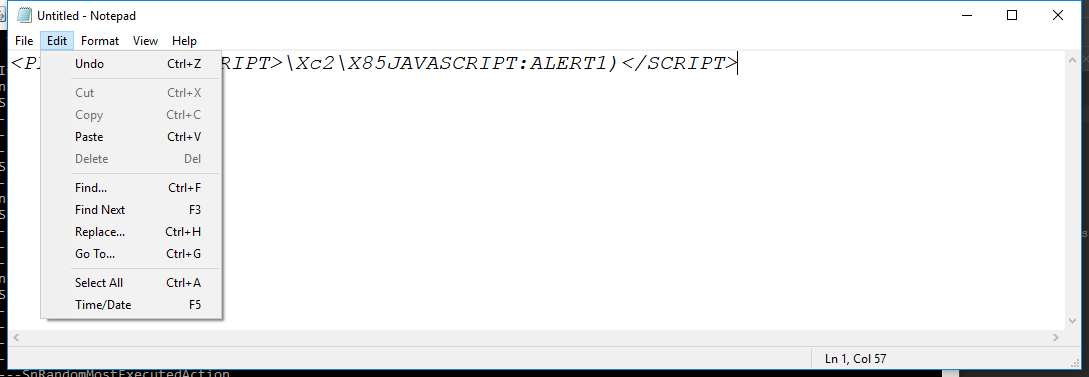 Untitled - Notepad
File Edit Format View Help
<P RIPT>\Xc2\X85JAVASCRIPT:ALERT1)</SCRIPT>
Undo Ctrl+Z
Cut Ctrl+X
Copy Ctrl+C
Paste Ctrl+V
Delete Del
Find... Ctrl+F
Find Next F3
Replace... Ctrl+H
Go To... Ctrl+G
Select All Ctrl+A
Time/Date F5
Ln 1, Col 57
---SnRandomMostExecutedAction